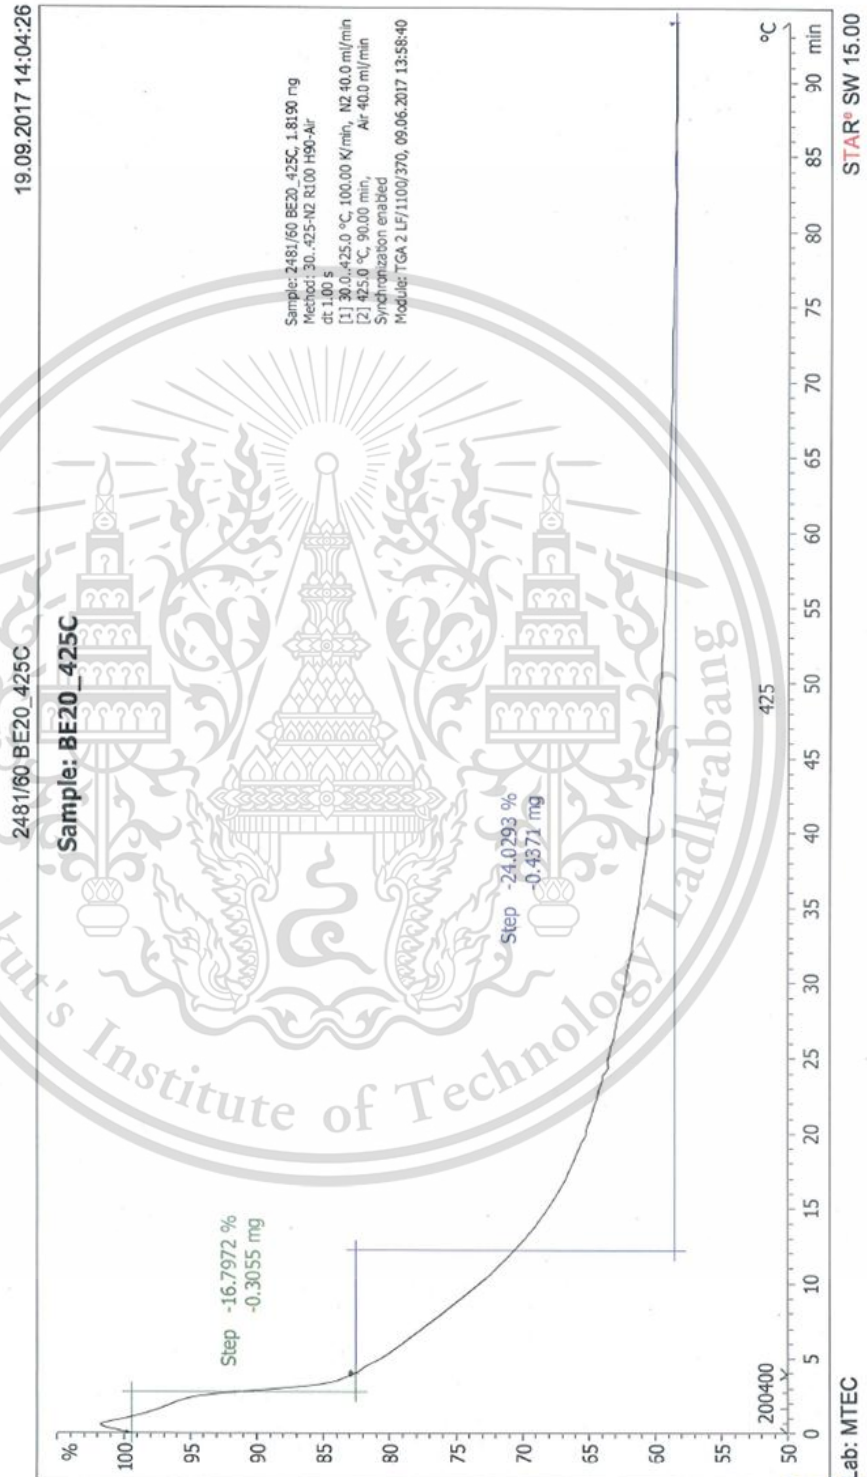 2481/60 BE20_425C
19.09.2017 14:04:26
Sample: BE20_425C
Sample: 2481/60 BE20_425C, 1.8190 mg
Method: 30..425-N2 R100 H90-Air
dt 1.00 s
[1] 30.0..425.0 °C, 100.00 K/min, N2 40.0 ml/min
[2] 425.0 °C, 90.00 min, Air 40.0 ml/min
Synchronization enabled
Module: TGA 2 LF/1100/370, 09.06.2017 13:58:40
%
100
95
90
85
80
75
70
65
60
55
50
Step -16.7972 %
-0.3055 mg
Step -24.0293 %
-0.4371 mg
200400 425 °C
0 5 10 15 20 25 30 35 40 45 50 55 60 65 70 75 80 85 90 min
Lab: MTEC
STARe SW 15.00
kut's Institute of Technology Ladkrabang